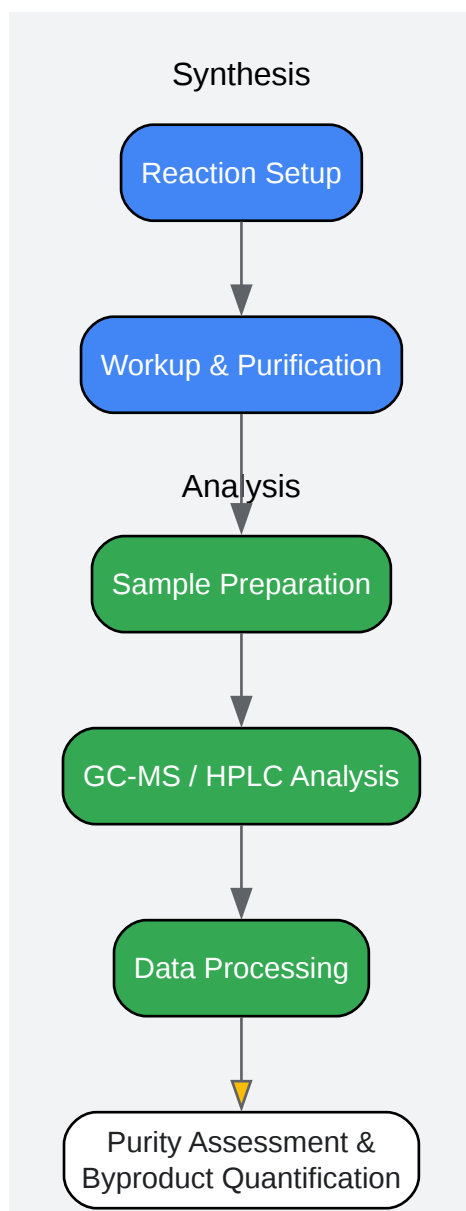 Synthesis
Reaction Setup
Workup & Purification
Analysis
Sample Preparation
GC-MS / HPLC Analysis
Data Processing
Purity Assessment &
Byproduct Quantification